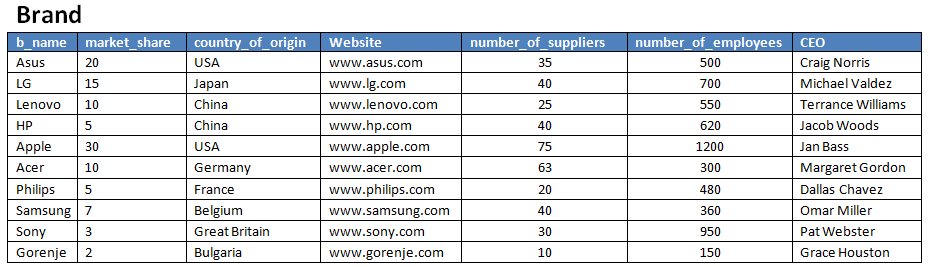 Brand
b_name market_share country_of_origin Website number_of_suppliers number_of_employees CEO
Asus 20 USA www.asus.com 35 500 Craig Norris
LG 15 Japan www.lg.com 40 700 Michael Valdez
Lenovo 10 China www.lenovo.com 25 550 Terrance Williams
HP 5 China www.hp.com 40 620 Jacob Woods
Apple 30 USA www.apple.com 75 1200 Jan Bass
Acer 10 Germany www.acer.com 63 300 Margaret Gordon
Philips 5 France www.philips.com 20 480 Dallas Chavez
Samsung 7 Belgium www.samsung.com 40 360 Omar Miller
Sony 3 Great Britain www.sony.com 30 950 Pat Webster
Gorenje 2 Bulgaria www.gorenje.com 10 150 Grace Houston